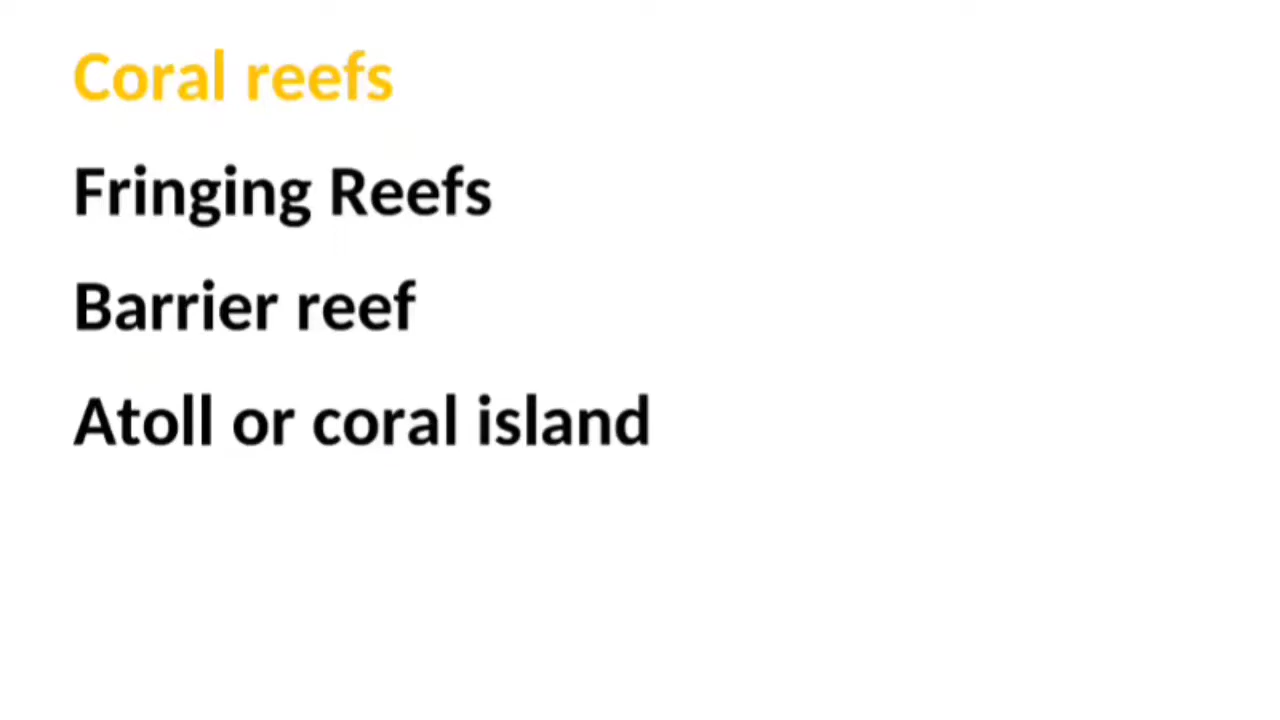 Coral reefs
Fringing Reefs
Barrier reef
Atoll or coral island